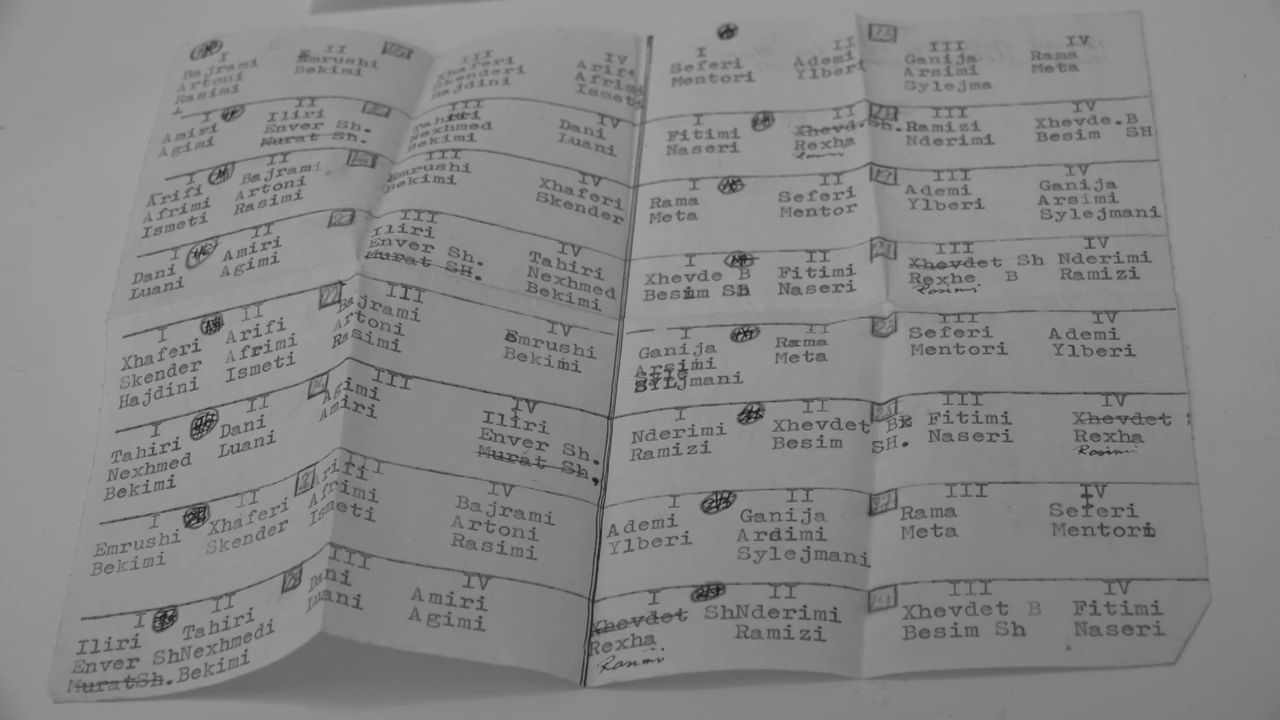 I II III IV
Bajrami Emrushi Xhaferi Arifi
Artoni Bekimi Skenderi Afrimi
Rasimi Hajdini Ismeti
II III IV
Amiri Iliri Tahiri Dani
Agimi Enver Sh. Nexhmed Luani
Murat Sh. Bekimi
II III IV
Arifi Bajrami Emrushi Xhaferi
Afrimi Artoni Bekimi Skender
Ismeti Rasimi
I II III IV
Dani Amiri Iliri Tahiri
Luani Agimi Enver Sh. Nexhmed
Murat SH. Bekimi
I II 22 III IV
Xhaferi Arifi Bajrami Emrushi
Skender Afrimi Artoni Bekimi
Hajdini Ismeti Rasimi
I II III IV
Tahiri Dani Agimi Iliri
Nexhmed Luani Amiri Enver Sh.
Bekimi Murat Sh,
I II III IV
Emrushi Xhaferi Arifi Bajrami
Bekimi Skender Afrimi Artoni
Ismeti Rasimi
I II III IV
Iliri Tahiri Dani Amiri
Enver Sh Nexhmedi Luani Agimi
Murat Sh. Bekimi
I II III IV
Seferi Ademi Ganija Rama
Mentori Ylberi Arsimi Meta
Sylejma
I II III IV
Fitimi Xhevd. Sh. Ramizi Xhevde.B
Naseri Rexha Nderimi Besim SH
I II III IV
Rama Seferi Ademi Ganija
Meta Mentor Ylberi Arsimi
Sylejmani
I II III IV
Xhevde B Fitimi Xhevdet Sh Nderimi
Besim Sh Naseri Rexhe B Ramizi
Rasimi
I II III IV
Ganija Rama Seferi Ademi
Arsimi Meta Mentori Ylberi
Syljmani
I II III IV
Nderimi Xhevdet B Fitimi Xhevdet
Ramizi Besim SH. Naseri Rexha
Rasimi
I II III IV
Ademi Ganija Rama Seferi
Ylberi Ardimi Meta Mentori
Sylejmani
I II III IV
Xhevdet Sh Nderimi Xhevdet B Fitimi
Rexha Ramizi Besim Sh Naseri